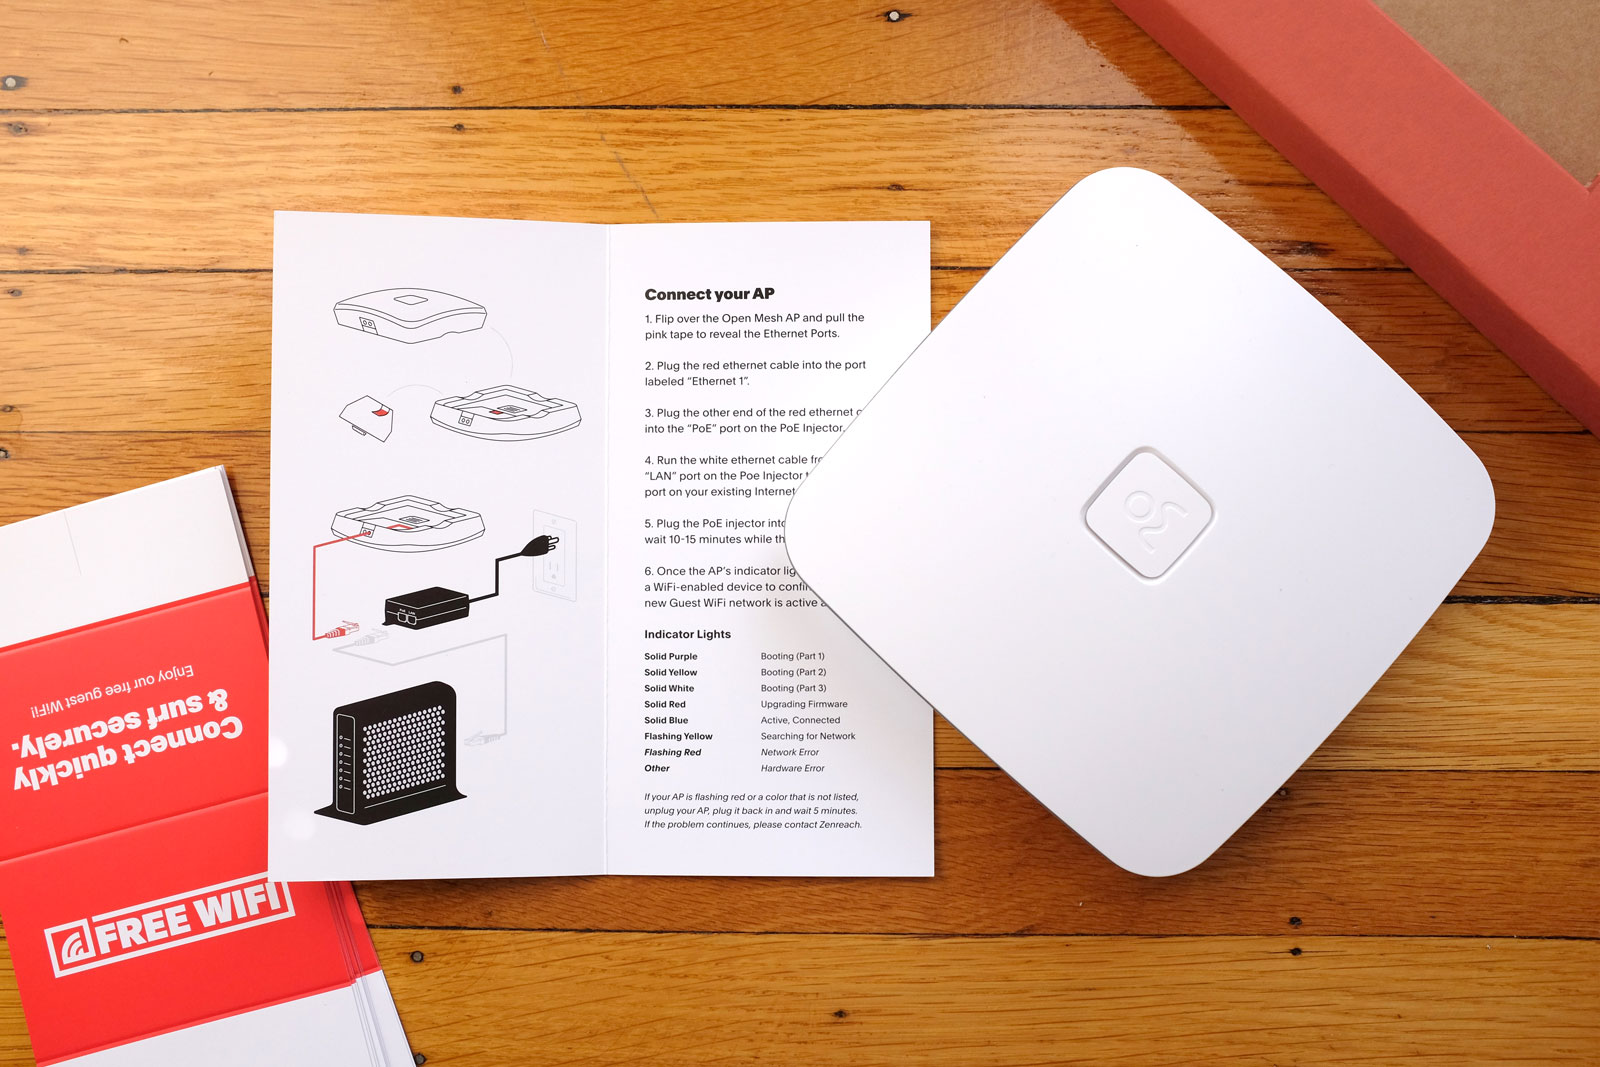 Connect your AP
1. Flip over the Open Mesh AP and pull the
pink tape to reveal the Ethernet Ports.
2. Plug the red ethernet cable into the port
labeled “Ethernet 1”.
3. Plug the other end of the red ethernet
into the “PoE” port on the PoE Injector.
4. Run the white ethernet cable
“LAN” port on the Poe Injector
port on your existing Internet
5. Plug the PoE injector into
wait 10-15 minutes while
6. Once the AP’s indicator
a WiFi-enabled device to
new Guest WiFi network is active
Indicator Lights
Solid Purple Booting (Part 1)
Solid Yellow Booting (Part 2)
Solid White Booting (Part 3)
Solid Red Upgrading Firmware
Solid Blue Active, Connected
Flashing Yellow Searching for Network
Flashing Red Network Error
Other Hardware Error
If your AP is flashing red or a color that is not listed,
unplug your AP, plug it back in and wait 5 minutes.
If the problem continues, please contact Zenreach.
PoE LAN
Connect quickly
& surf securely.
Enjoy our free guest WiFi!
FREE WIFI